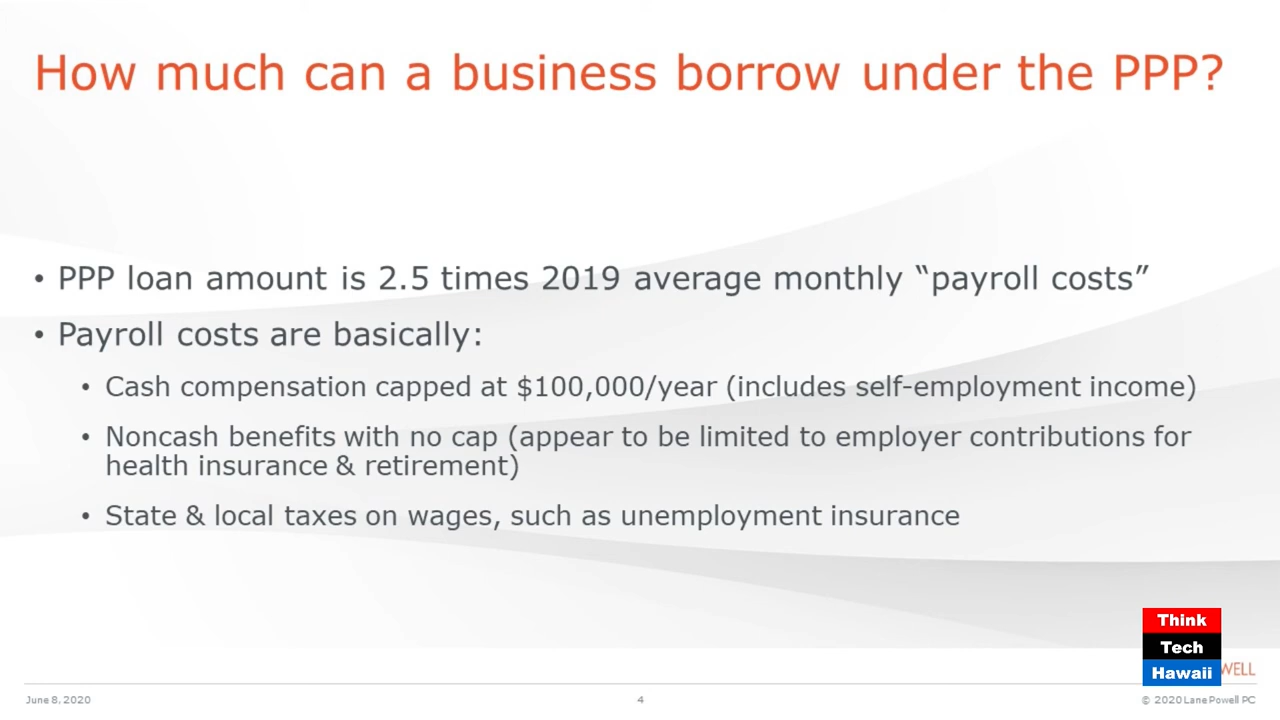 How much can a business borrow under the PPP?
• PPP loan amount is 2.5 times 2019 average monthly “payroll costs”
• Payroll costs are basically:
• Cash compensation capped at $100,000/year (includes self-employment income)
• Noncash benefits with no cap (appear to be limited to employer contributions for
health insurance & retirement)
• State & local taxes on wages, such as unemployment insurance
Think
Tech
Hawaii
WELL
June 8, 2020
4
© 2020 Lane Powell PC